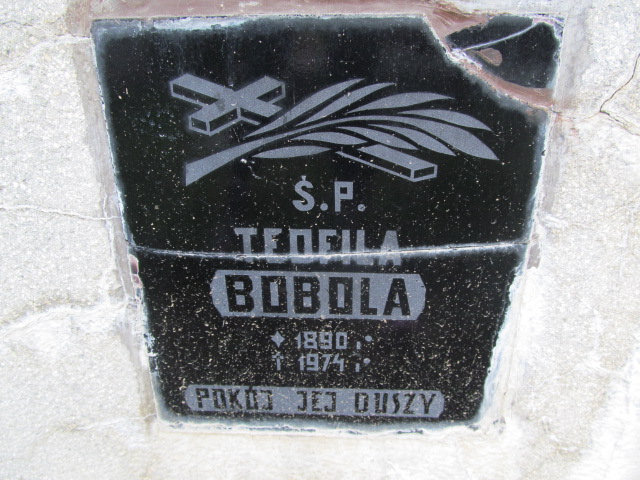 Ś.P.
TEOFILA
BOBOLA
* 1890 r.
† 1974 r.
POKÓJ JEJ DUSZY